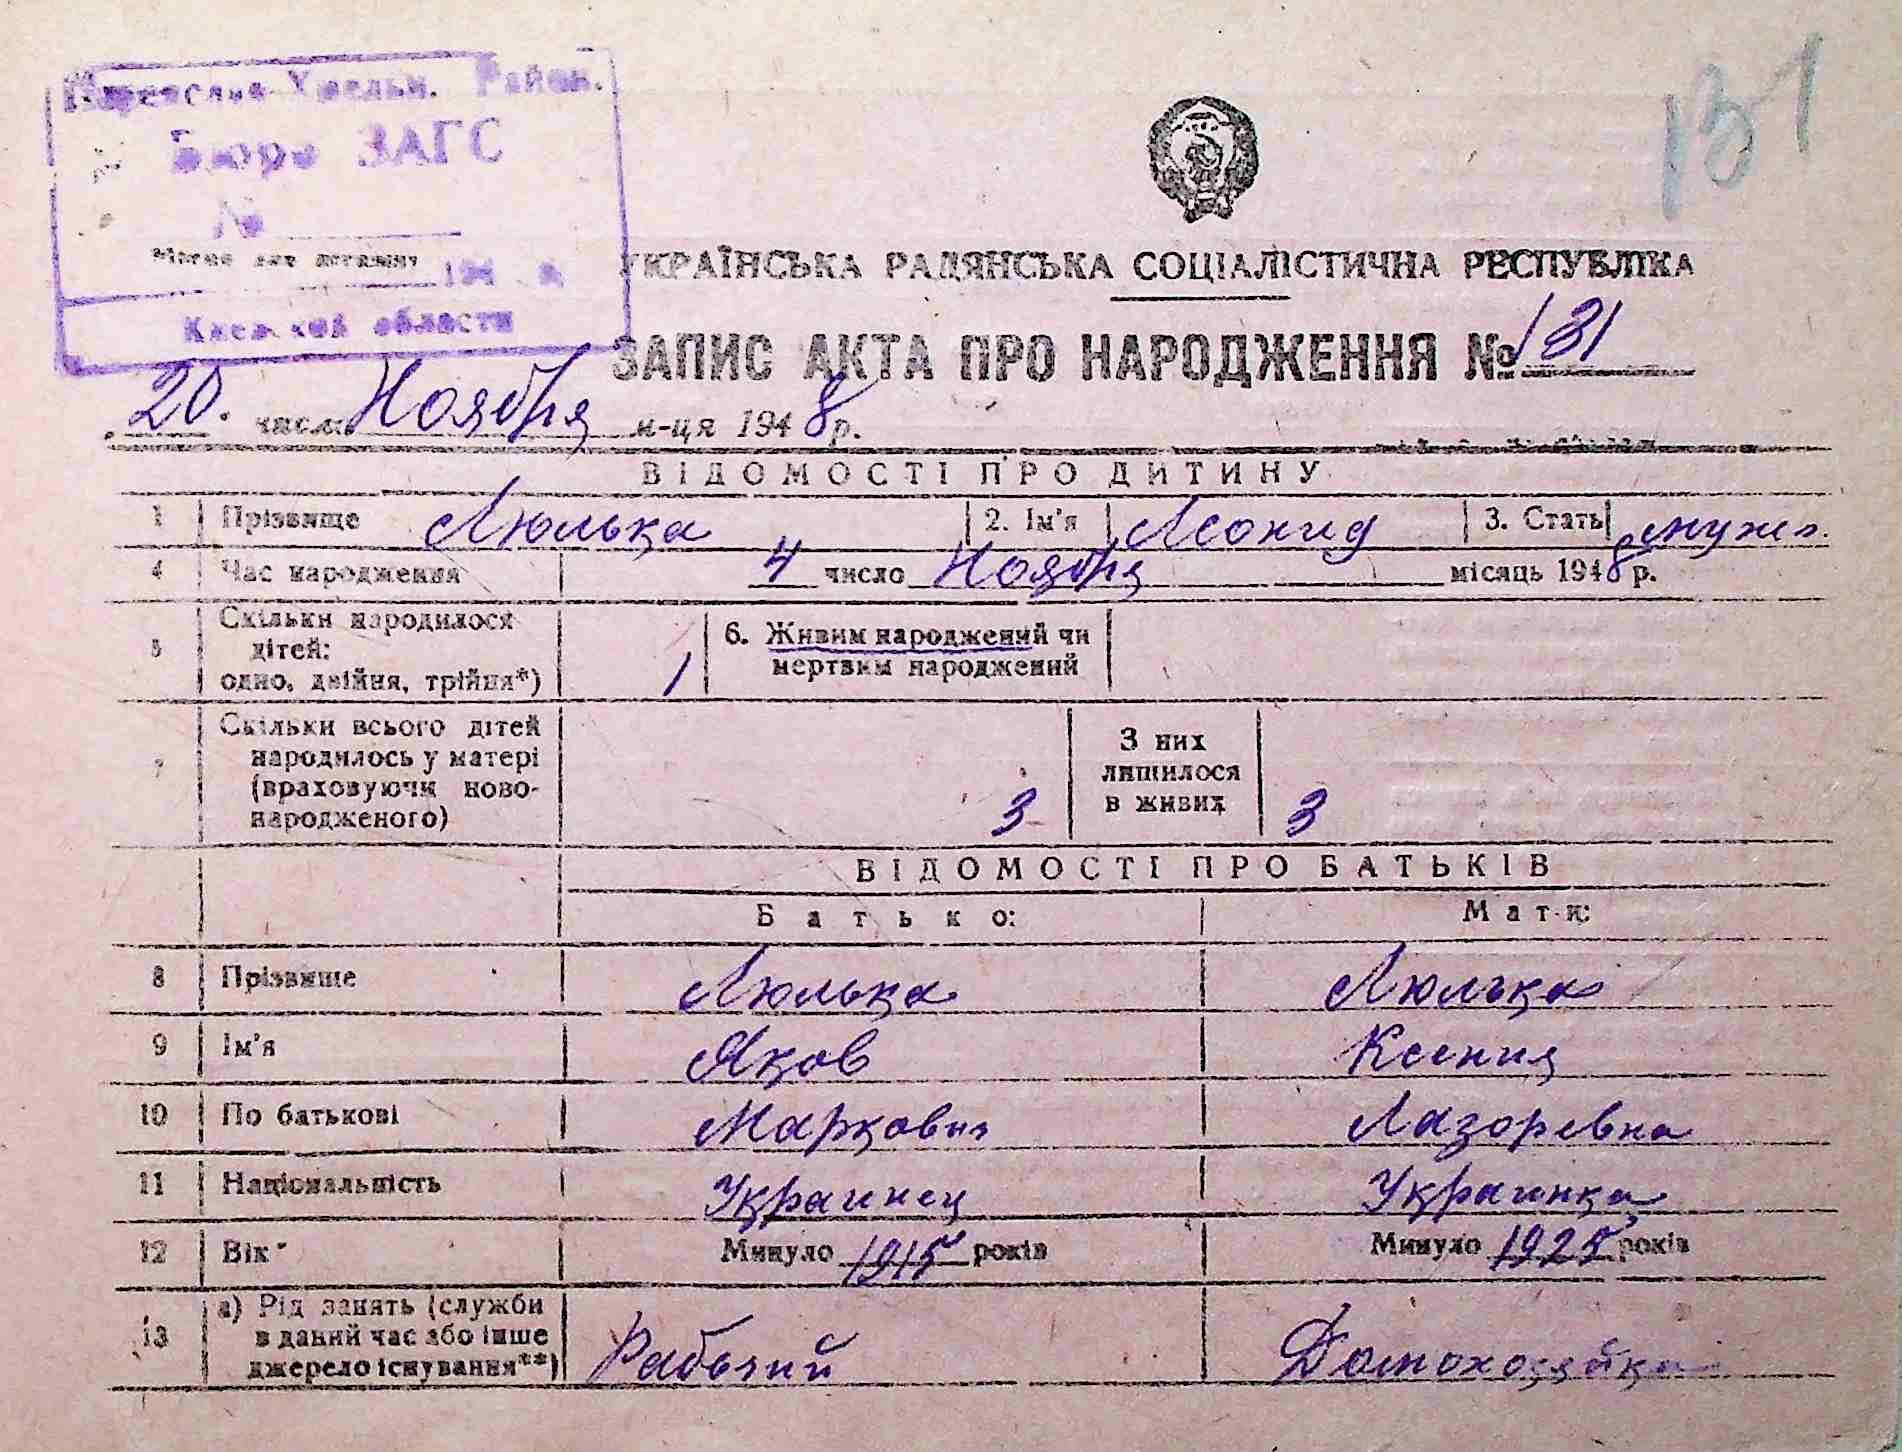 131
Хмельн. Район.
Бюро ЗАГС
№
194
Киевской области
УКРАЇНСЬКА РАДЯНСЬКА СОЦІАЛІСТИЧНА РЕСПУБЛІКА
ЗАПИС АКТА ПРО НАРОДЖЕННЯ № 131
20. числа Ноября м-ця 1948 р.
ВІДОМОСТІ ПРО ДИТИНУ
1 Прізвище Люлька 2. Ім'я Леонид 3. Стать мужс.
4 Час народження 4 число Ноября місяць 1948 р.
5 Скільки народилося дітей: одно, двійня, трійня*) 1 6. Живим народжений чи мертвим народжений
7 Скільки всього дітей народилось у матері (враховуючи новонародженого) 3 З них лишилося в живих 3
ВІДОМОСТІ ПРО БАТЬКІВ
Батько: Мати:
8 Прізвище Люлька Люлька
9 Ім'я Яков Ксения
10 По батькові Маркович Лазоревна
11 Національність Украинец Украинка
12 Вік Минуло 1915 років Минуло 1925 років
13 а) Рід занять (служби в даний час або інше джерело існування**) Рабочий Домохозяйка